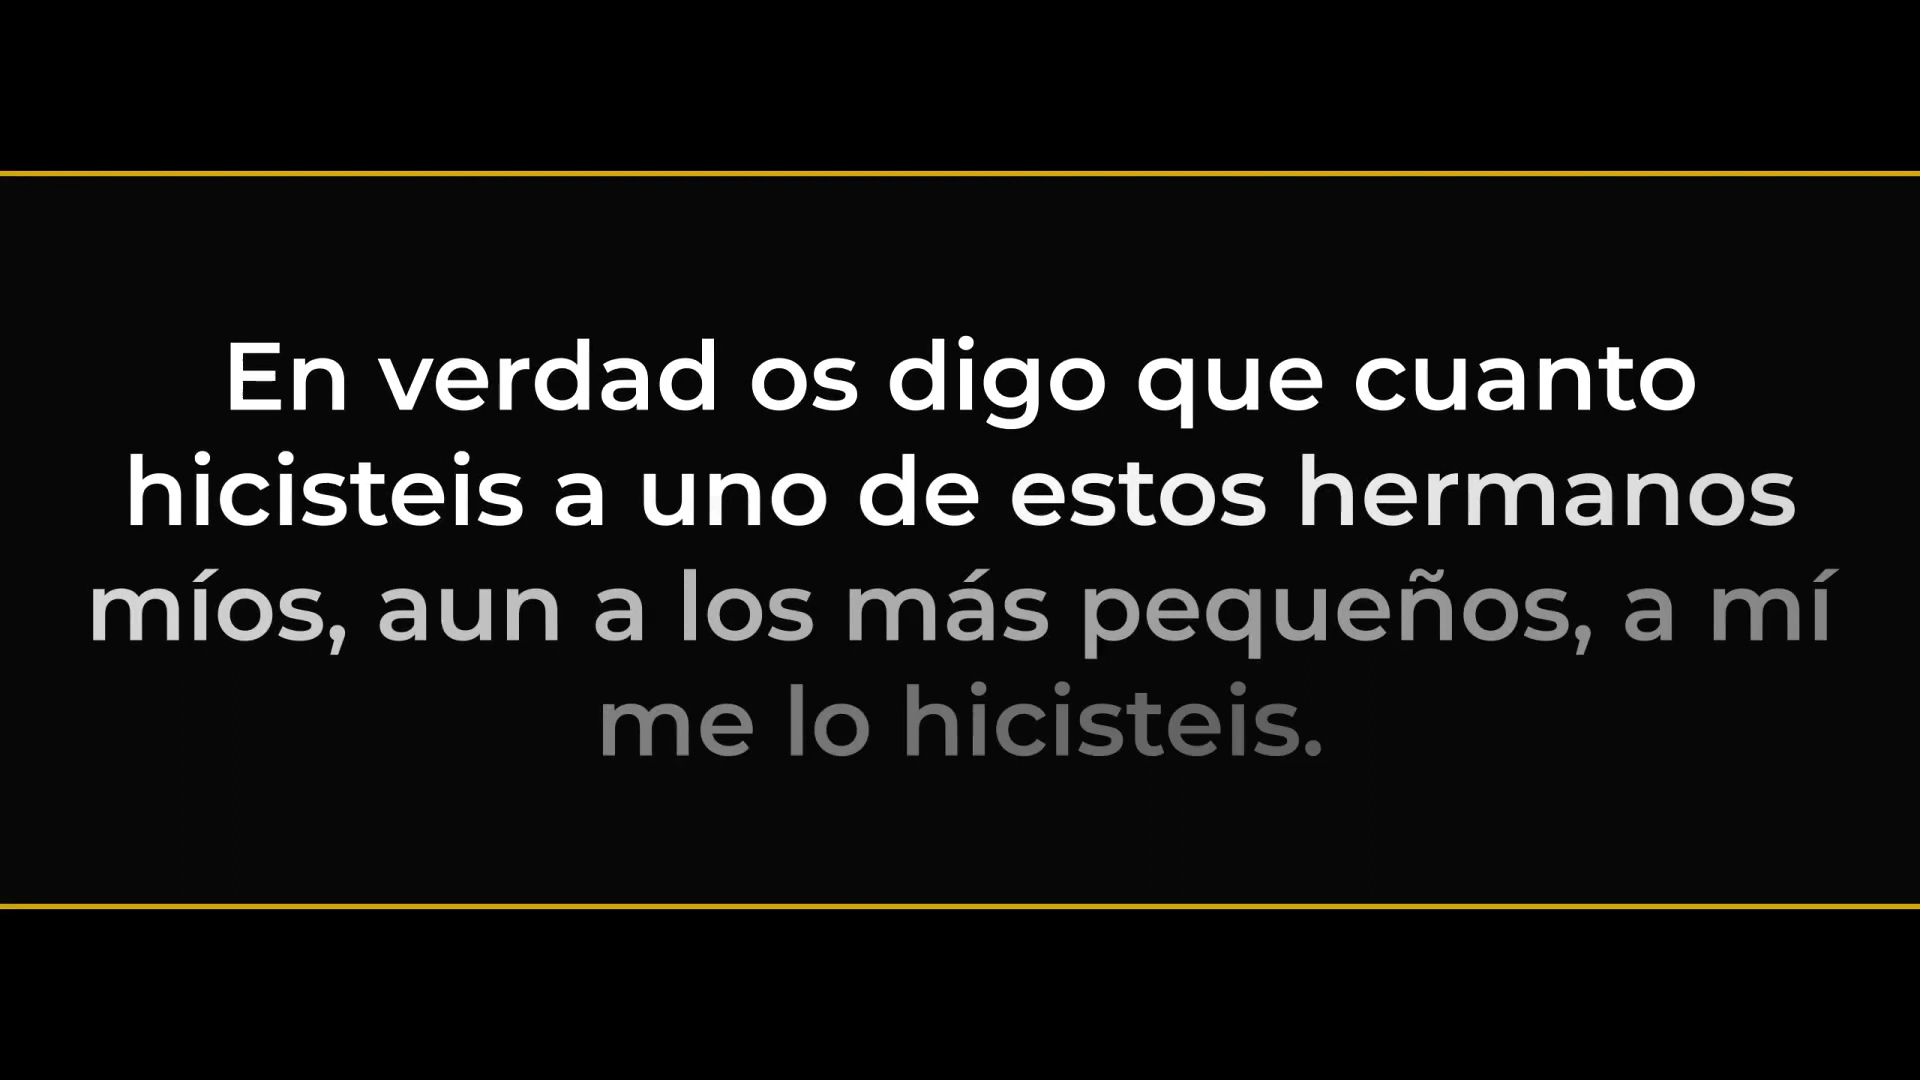 En verdad os digo que cuanto
hicisteis a uno de estos hermanos
míos, aun a los más pequeños, a mí
me lo hicisteis.